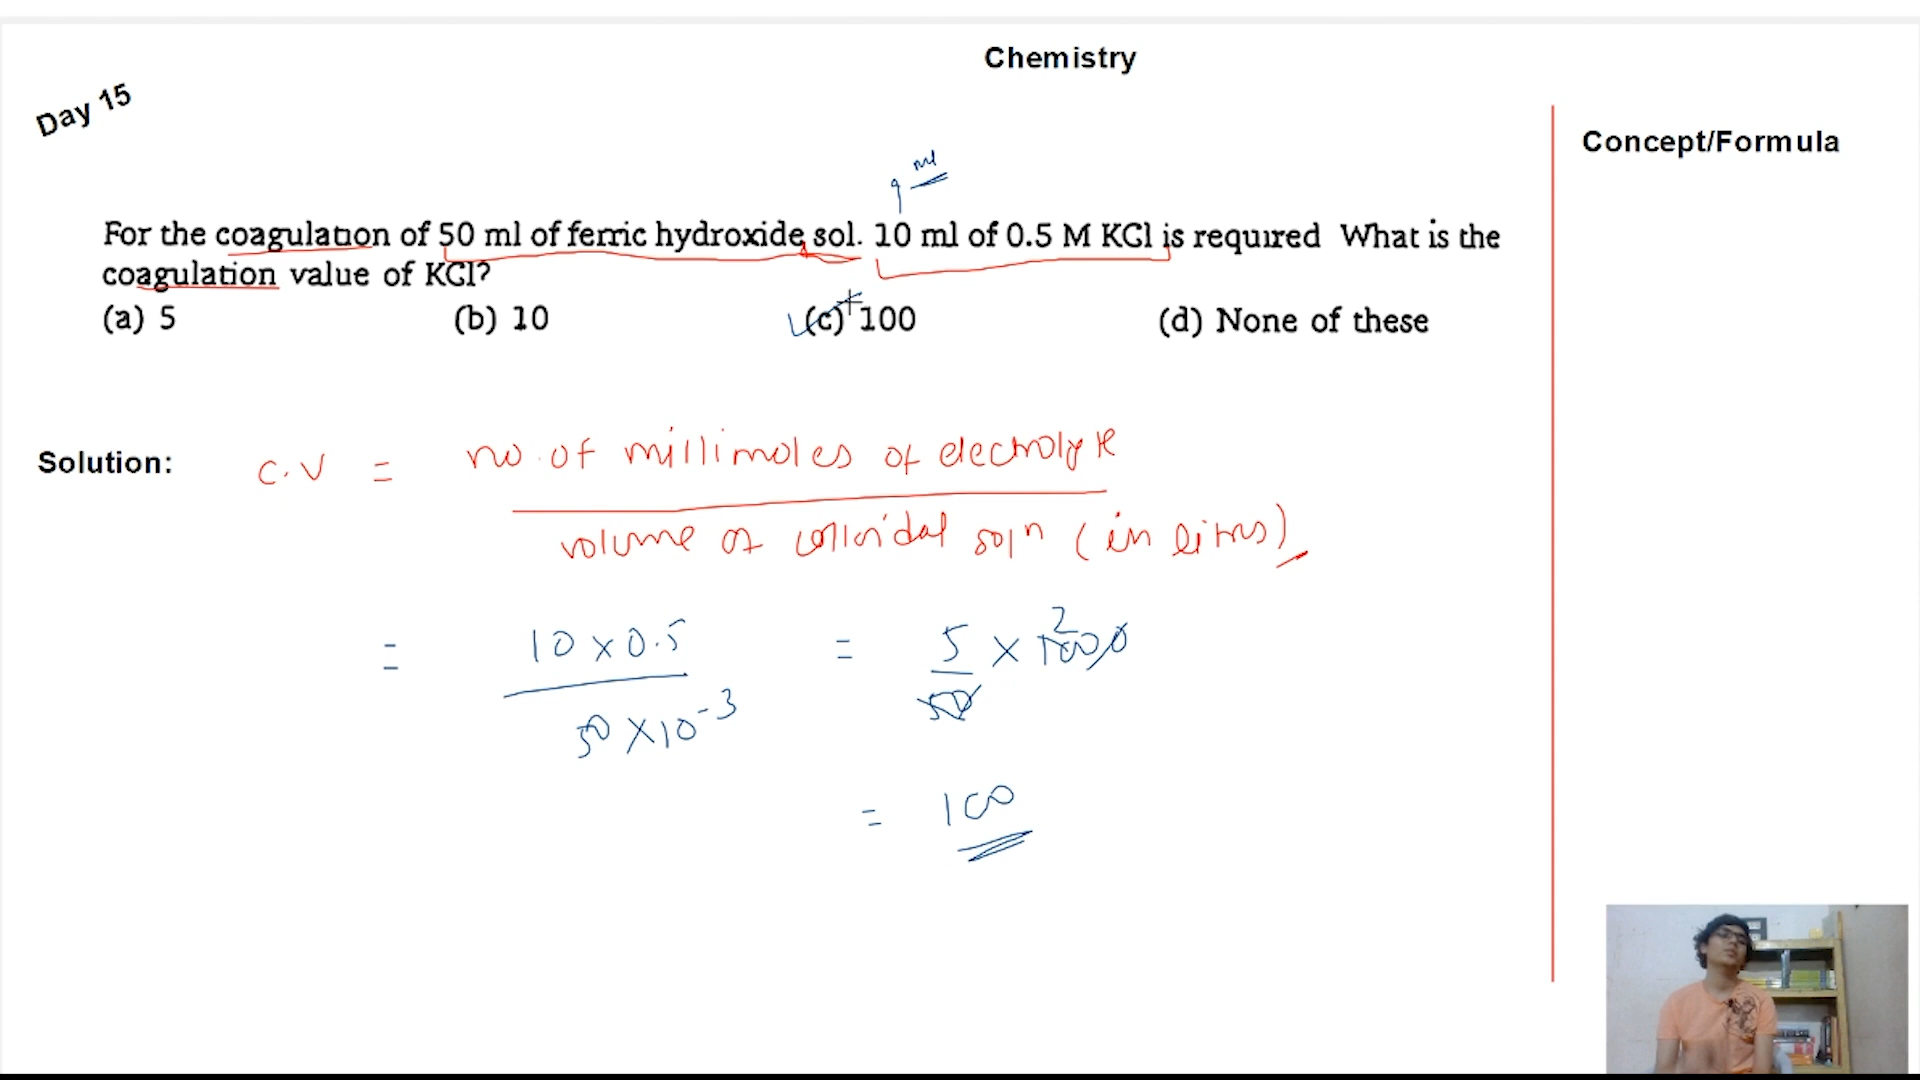 Chemistry
Day 15
Concept/Formula
ml
For the coagulation of 50 ml of ferric hydroxide sol. 10 ml of 0.5 M KCl is required What is the
coagulation value of KCl?
(a) 5 (b) 10 (c) 100 (d) None of these
Solution: C.V = no. of millimoles of electrolyte
volume of colloidal soln (in litres)
= 10 x 0.5 = 5 x 1000 2
50 x 10-3 50
= 100